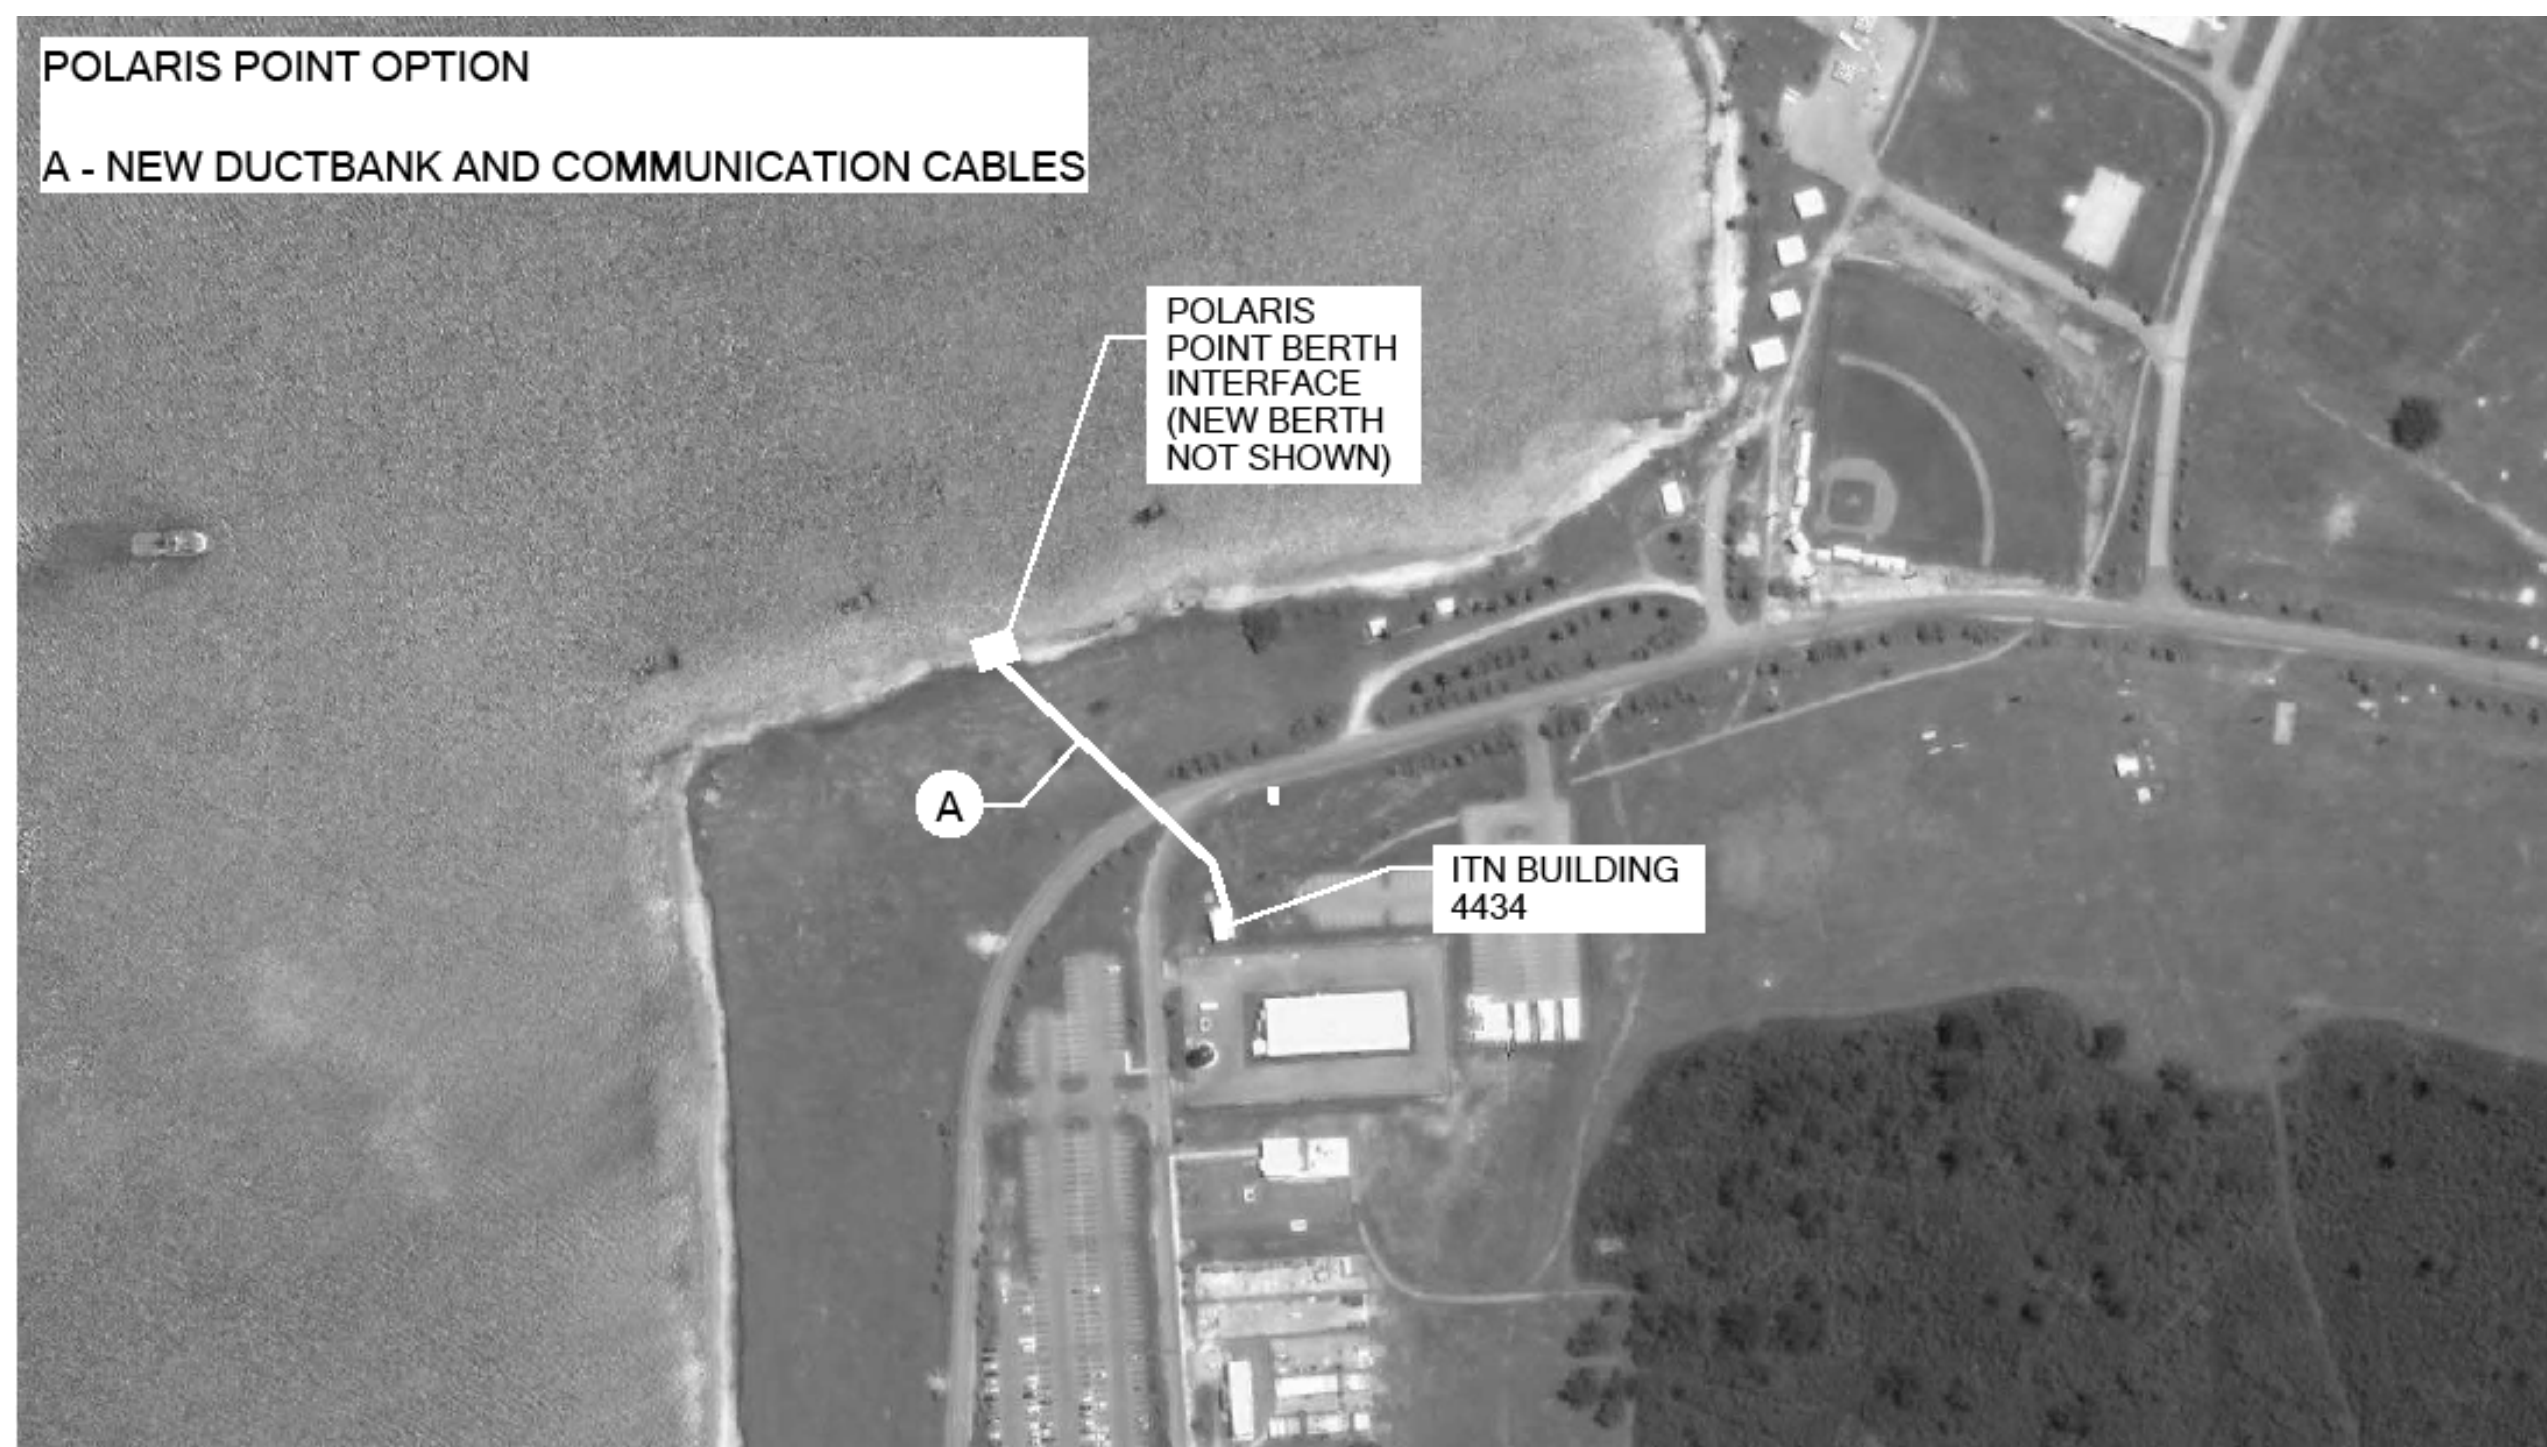 POLARIS POINT OPTION
A - NEW DUCTBANK AND COMMUNICATION CABLES
POLARIS
POINT BERTH
INTERFACE
(NEW BERTH
NOT SHOWN)
A
ITN BUILDING
4434